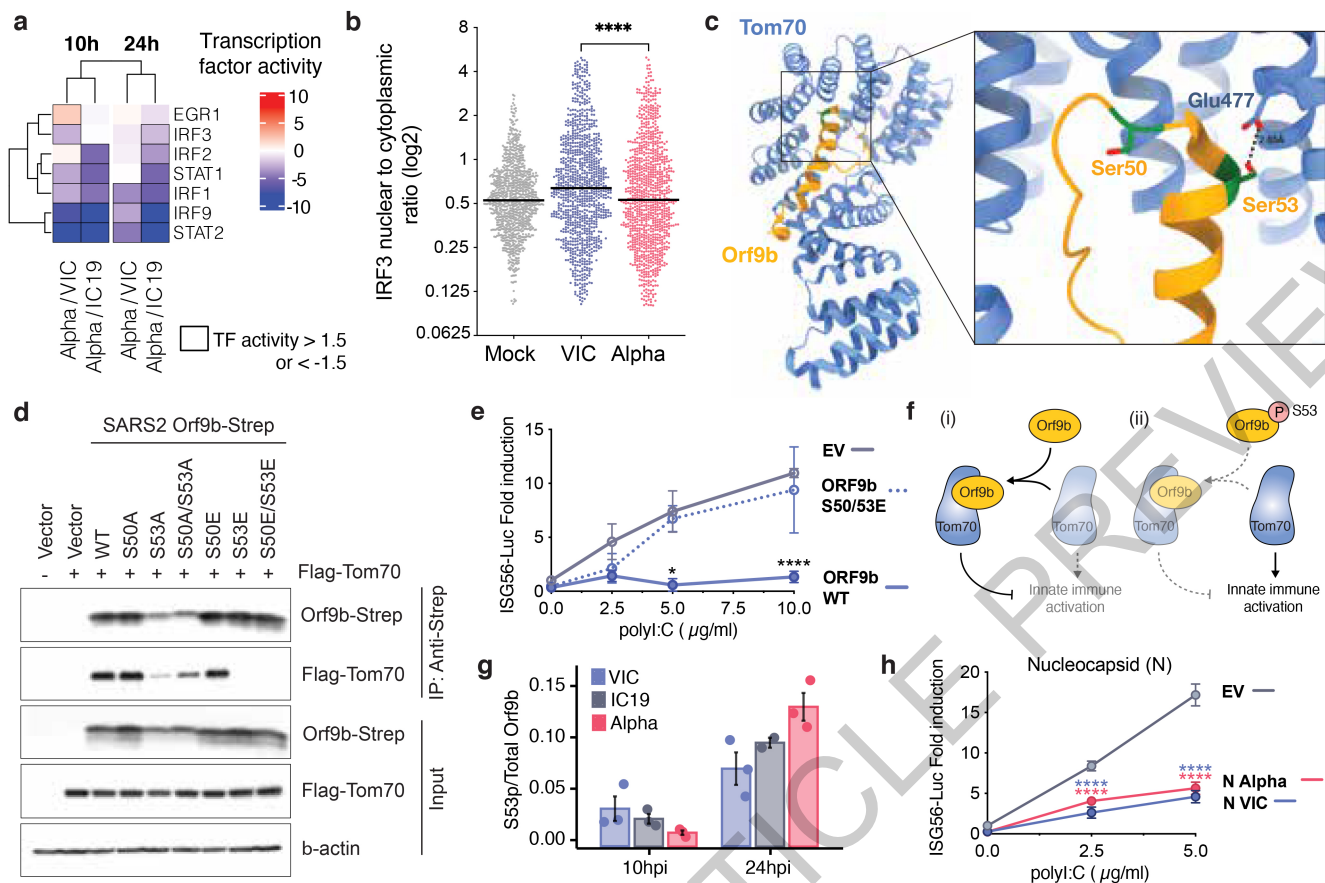 a
10h 24h
Transcription
factor activity
10
5
0
-5
-10
EGR1
IRF3
IRF2
STAT1
IRF1
IRF9
STAT2
Alpha/VIC
Alpha/IC19
Alpha/VIC
Alpha/IC19
TF activity > 1.5
or < -1.5
b
****
IRF3 nuclear to cytoplasmic
ratio (log2)
8
4
2
1
0.5
0.25
0.125
0.0625
Mock VIC Alpha
c
Tom70
Orf9b
Glu477
Ser50
Ser53
d
SARS2 Orf9b-Strep
Vector
Vector
WT
S50A
S53A
S50A/S53A
S50E
S53E
S50E/S53E
- + + + + + + + + Flag-Tom70
Orf9b-Strep
Flag-Tom70
IP: Anti-Strep
Orf9b-Strep
Flag-Tom70
b-actin
Input
e
ISG56-Luc Fold induction
15
10
5
0
0.0 2.5 5.0 7.5 10.0
polyI:C ( µg/ml)
* ****
EV
ORF9b
S50/53E
ORF9b
WT
f
(i) (ii)
Orf9b
Orf9b
Tom70
Tom70
Innate immune
activation
Orf9b
P S53
Orf9b
Tom70
Tom70
Innate immune
activation
g
S53p/Total Orf9b
0.15
0.10
0.05
0.00
VIC
IC19
Alpha
10hpi 24hpi
h
Nucleocapsid (N)
ISG56-Luc Fold induction
20
15
10
5
0
0.0 2.5 5.0
polyI:C ( µg/ml)
**** ****
**** ****
EV
N Alpha
N VIC
ARTICLE PREVIEW